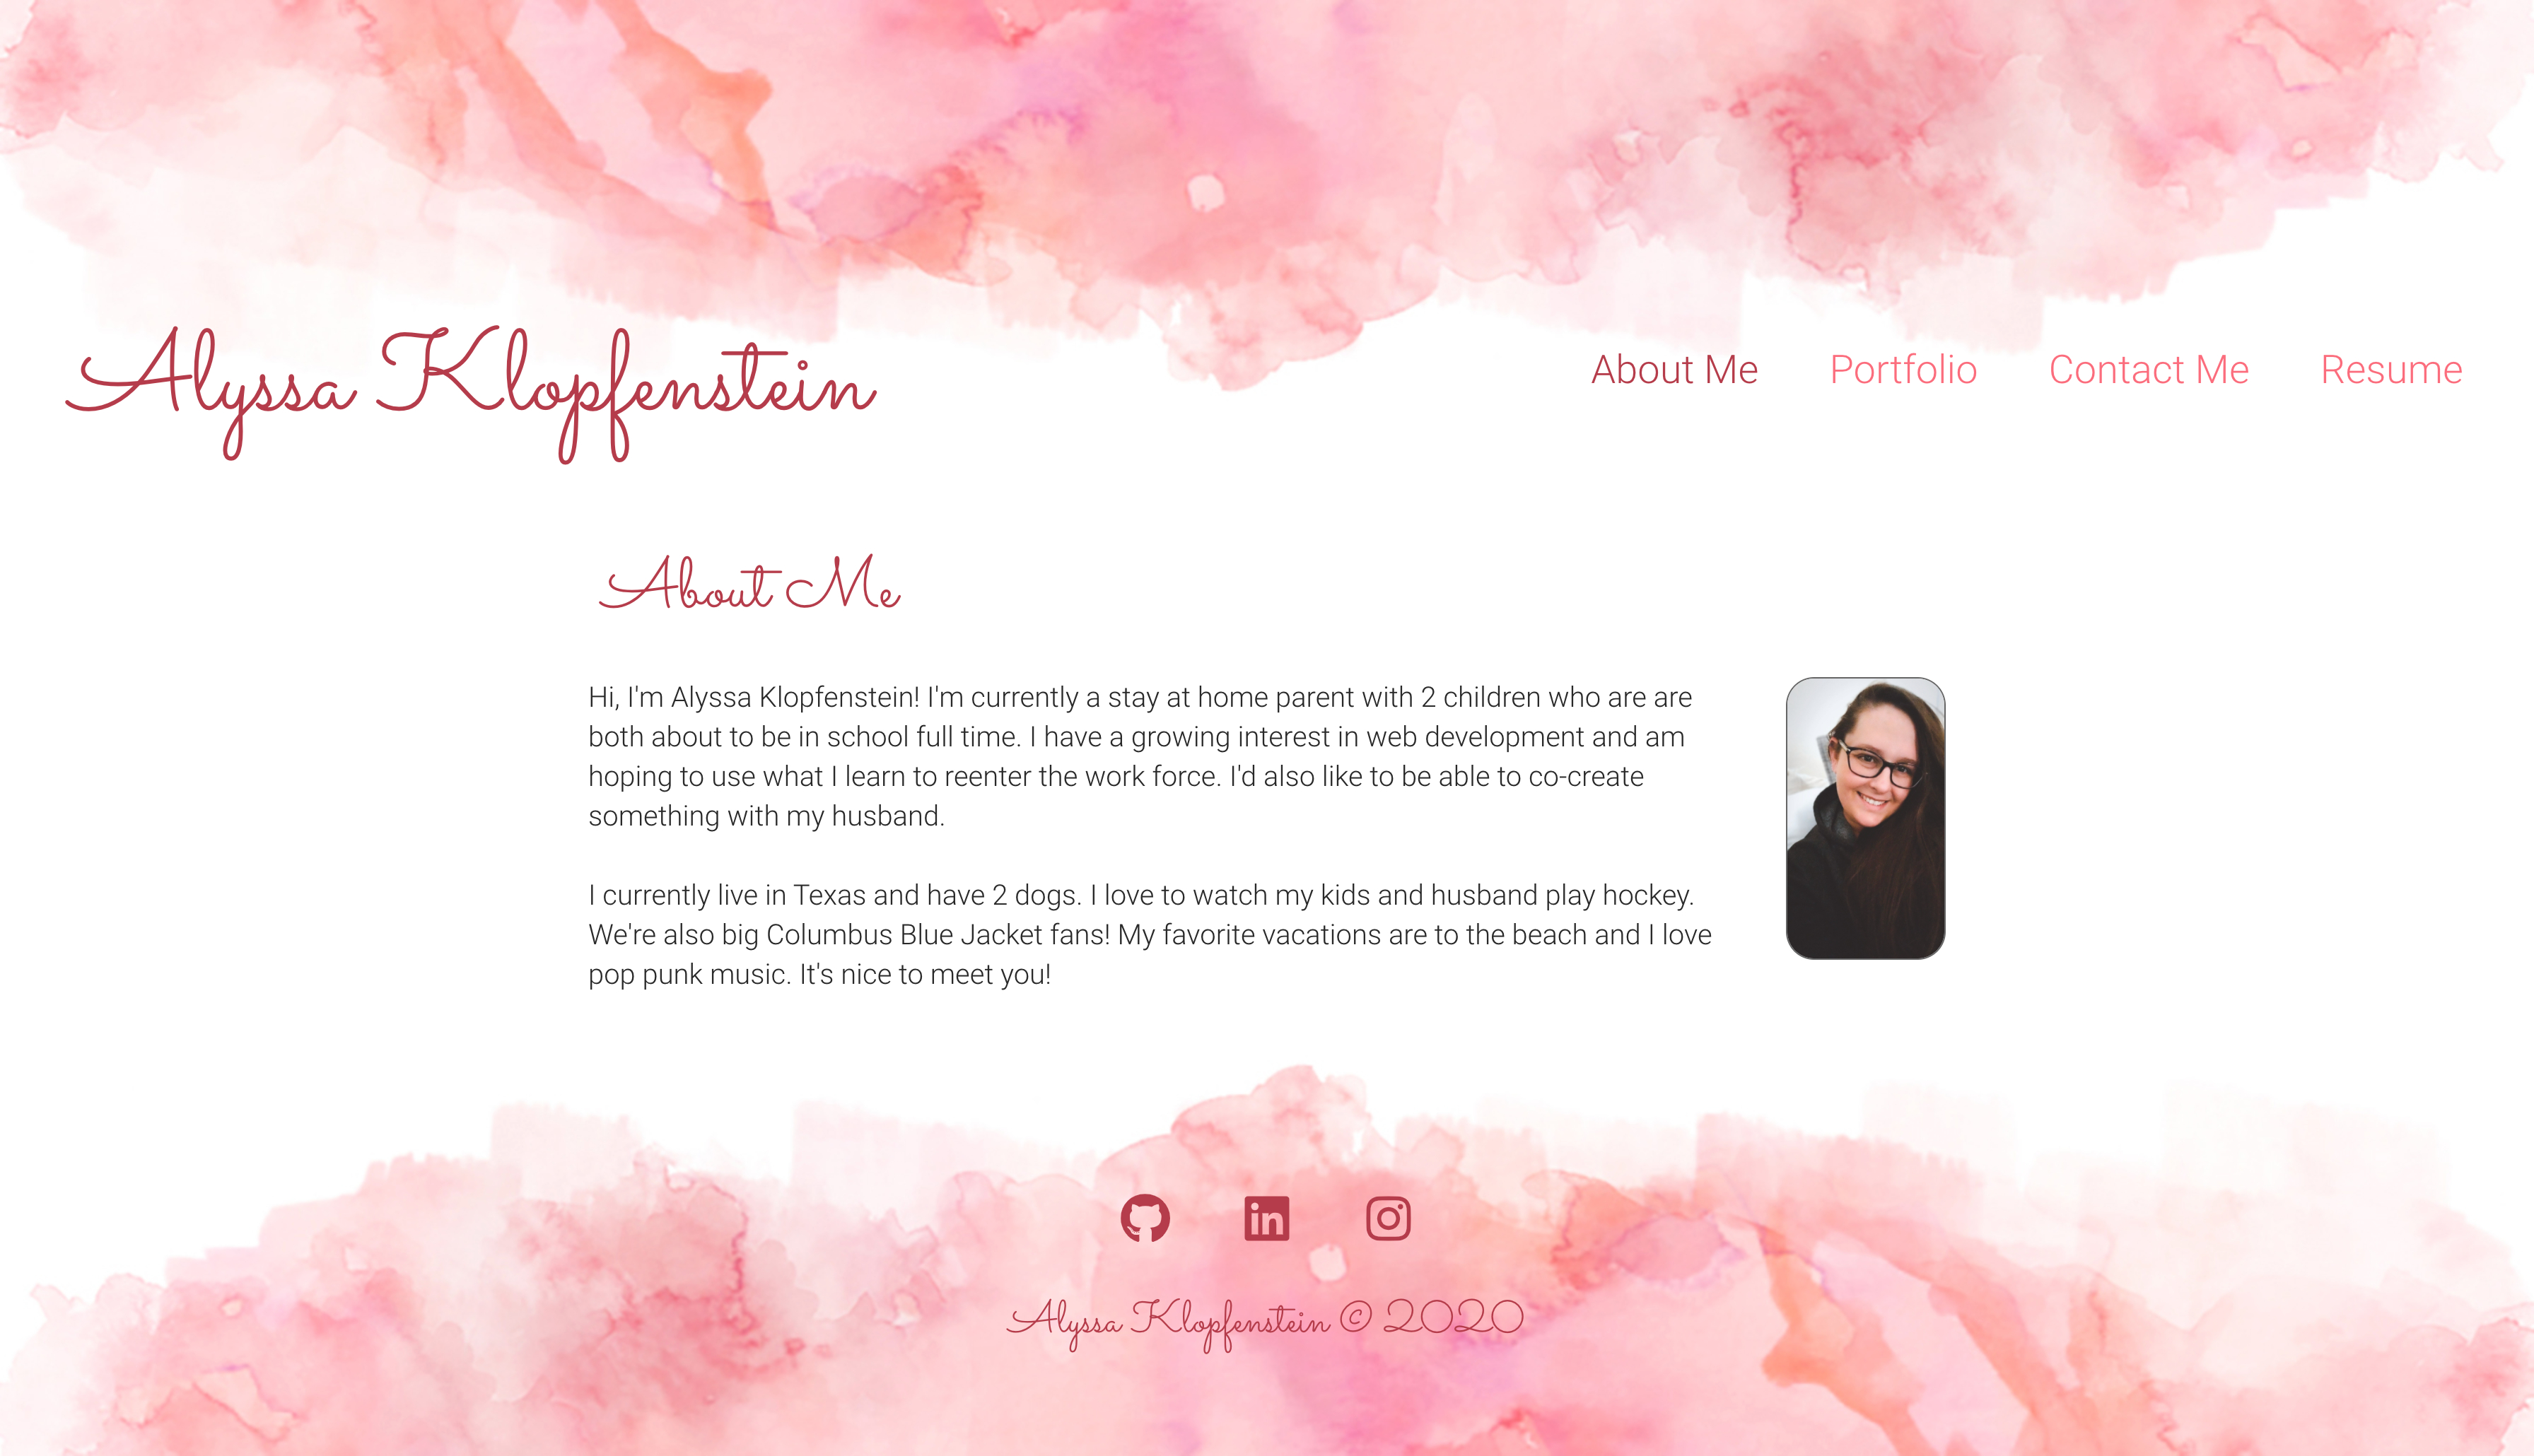 Alyssa Klopfenstein
About Me Portfolio Contact Me Resume
About Me
Hi, I'm Alyssa Klopfenstein! I'm currently a stay at home parent with 2 children who are are
both about to be in school full time. I have a growing interest in web development and am
hoping to use what I learn to reenter the work force. I'd also like to be able to co-create
something with my husband.
I currently live in Texas and have 2 dogs. I love to watch my kids and husband play hockey.
We're also big Columbus Blue Jacket fans! My favorite vacations are to the beach and I love
pop punk music. It's nice to meet you!
in
Alyssa Klopfenstein © 2020